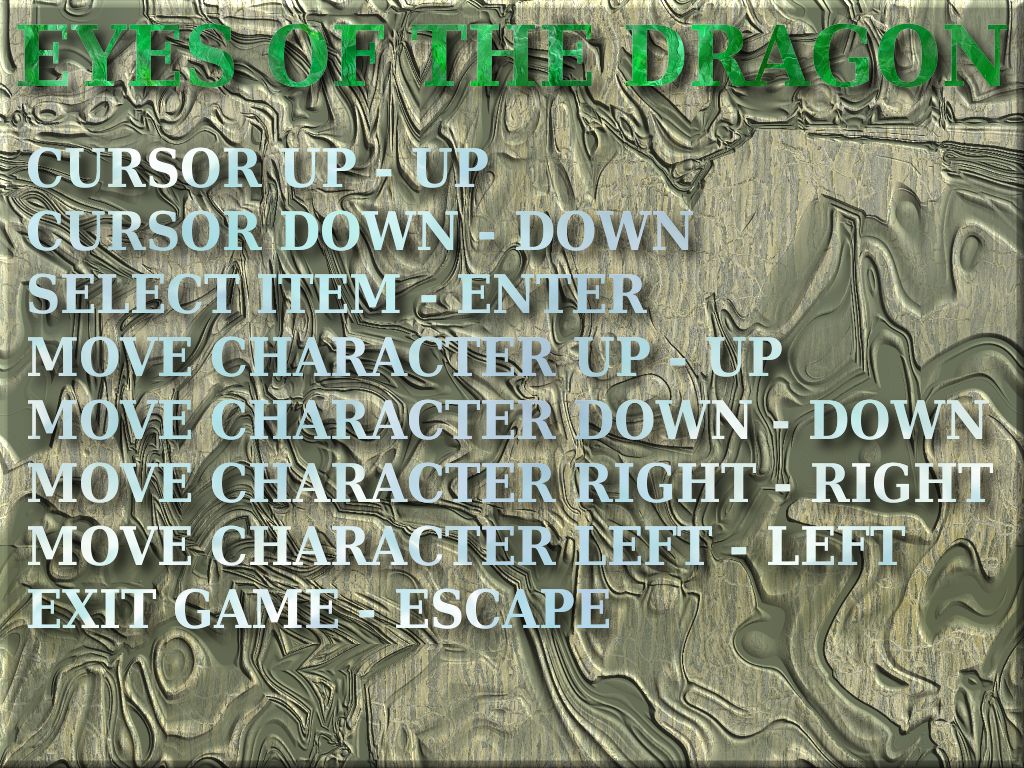 EYES OF THE DRAGON
CURSOR UP - UP
CURSOR DOWN - DOWN
SELECT ITEM - ENTER
MOVE CHARACTER UP - UP
MOVE CHARACTER DOWN - DOWN
MOVE CHARACTER RIGHT - RIGHT
MOVE CHARACTER LEFT - LEFT
EXIT GAME - ESCAPE